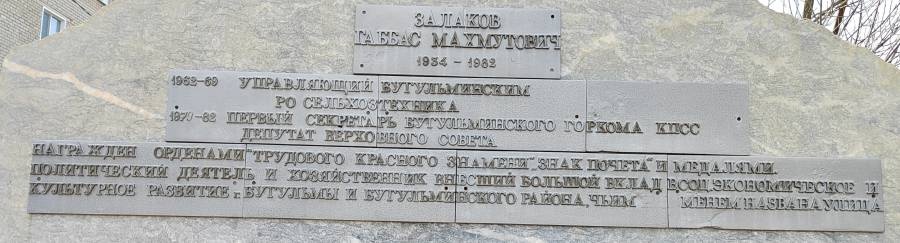 ЗАЛАКОВ
ГАББАС МАХМУТОВИЧ
1934 - 1982
1962-69 УПРАВЛЯЮЩИЙ БУГУЛЬМИНСКИМ
РО СЕЛЬХОЗТЕХНИКА
1970-82 ПЕРВЫЙ СЕКРЕТАРЬ БУГУЛЬМИНСКОГО ГОРКОМА КПСС
ДЕПУТАТ ВЕРХОВНОГО СОВЕТА
НАГРАЖДЕН ОРДЕНАМИ "ТРУДОВОГО КРАСНОГО ЗНАМЕНИ", "ЗНАК ПОЧЕТА" И МЕДАЛЯМИ.
ПОЛИТИЧЕСКИЙ ДЕЯТЕЛЬ И ХОЗЯЙСТВЕННИК ВНЕСШИЙ БОЛЬШОЙ ВКЛАД В СОЦ.ЭКОНОМИЧЕСКОЕ И
КУЛЬТУРНОЕ РАЗВИТИЕ г. БУГУЛЬМЫ И БУГУЛЬМИНСКОГО РАЙОНА, ЧЬИМ ИМЕНЕМ НАЗВАНА УЛИЦА